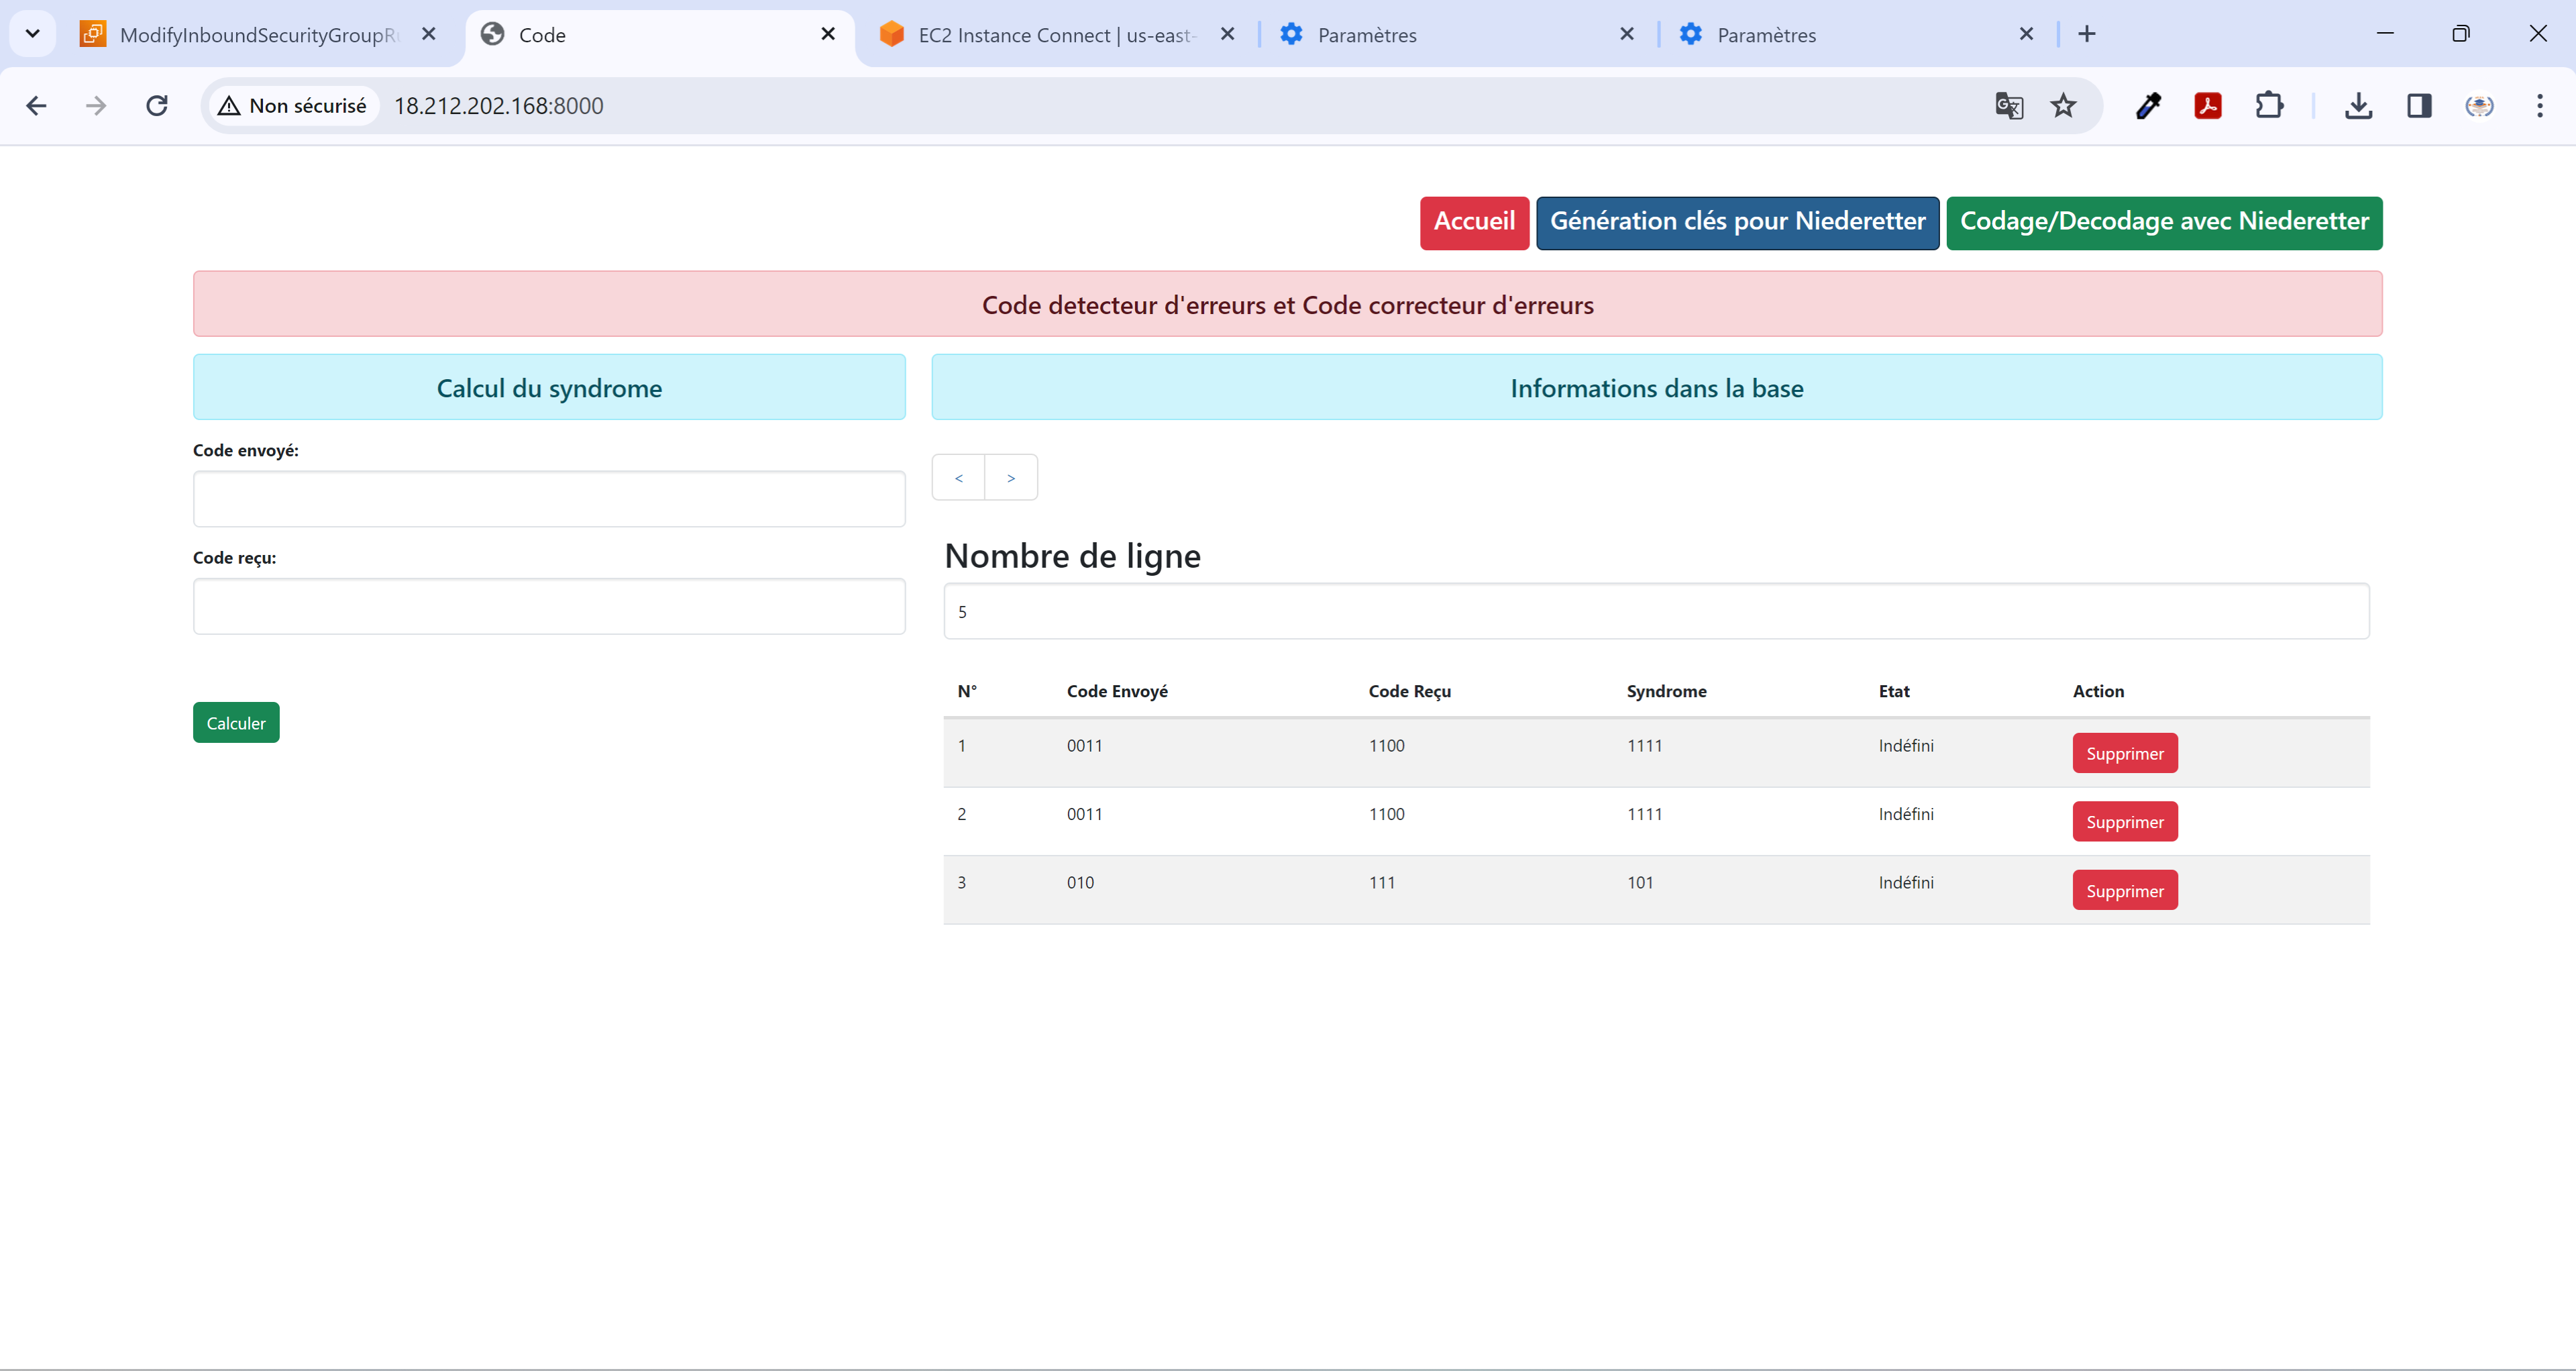 ModifyInboundSecurityGroupRu
Code
EC2 Instance Connect | us-east-
Paramètres
Paramètres
Non sécurisé
18.212.202.168:8000
Accueil
Génération clés pour Niederetter
Codage/Decodage avec Niederetter
Code detecteur d'erreurs et Code correcteur d'erreurs
Calcul du syndrome
Informations dans la base
Code envoyé:
< >
Code reçu:
Nombre de ligne
5
Calculer
N° Code Envoyé Code Reçu Syndrome Etat Action
1 0011 1100 1111 Indéfini Supprimer
2 0011 1100 1111 Indéfini Supprimer
3 010 111 101 Indéfini Supprimer